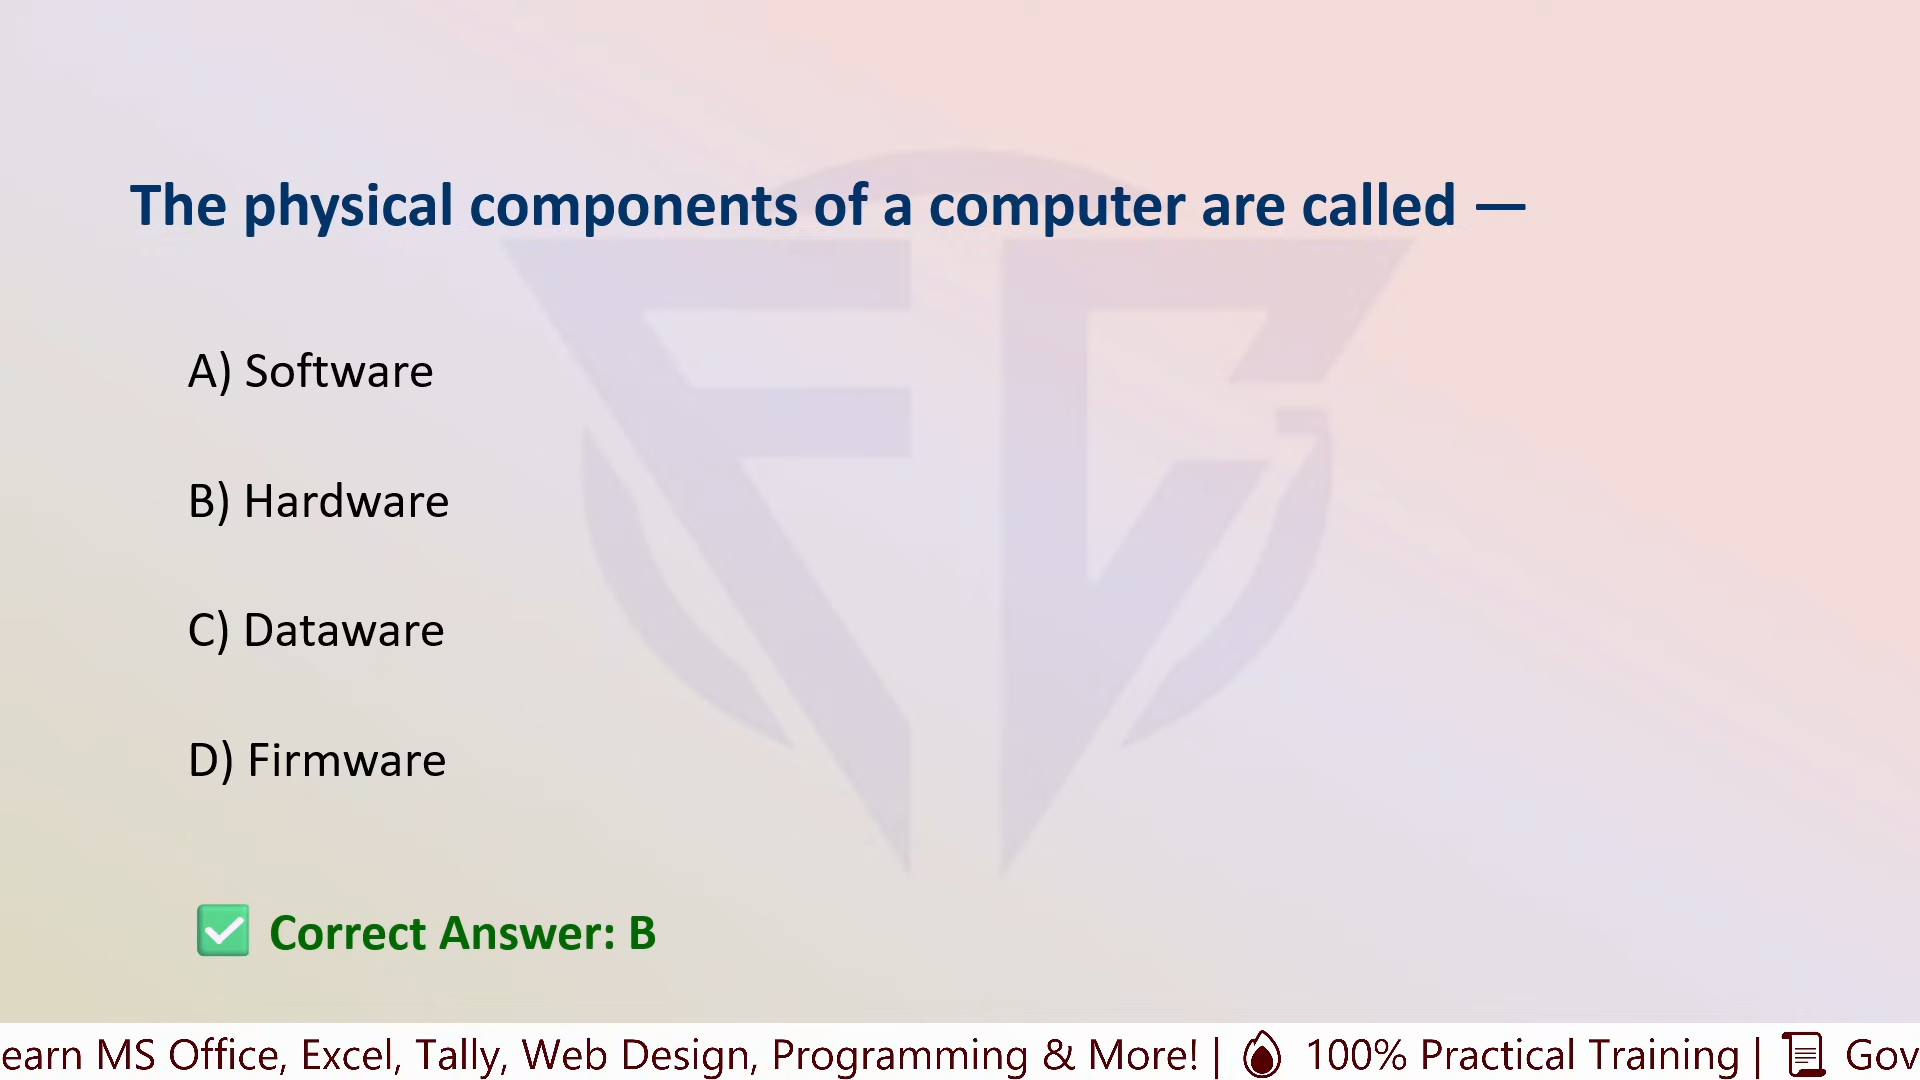 The physical components of a computer are called —
A) Software
B) Hardware
C) Dataware
D) Firmware
✅ Correct Answer: B
earn MS Office, Excel, Tally, Web Design, Programming & More! | 100% Practical Training | Gov